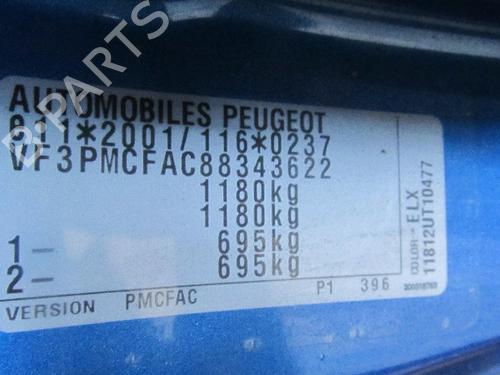 AUTOMOBILES PEUGEOT
e11*2001/116*0237
VF3PMCFAC88343622
1180kg
1180kg
1- 695kg
2- 695kg
VERSION PMCFAC P1 396
COLOR→ ELX
11812UT10477
B-PARTS